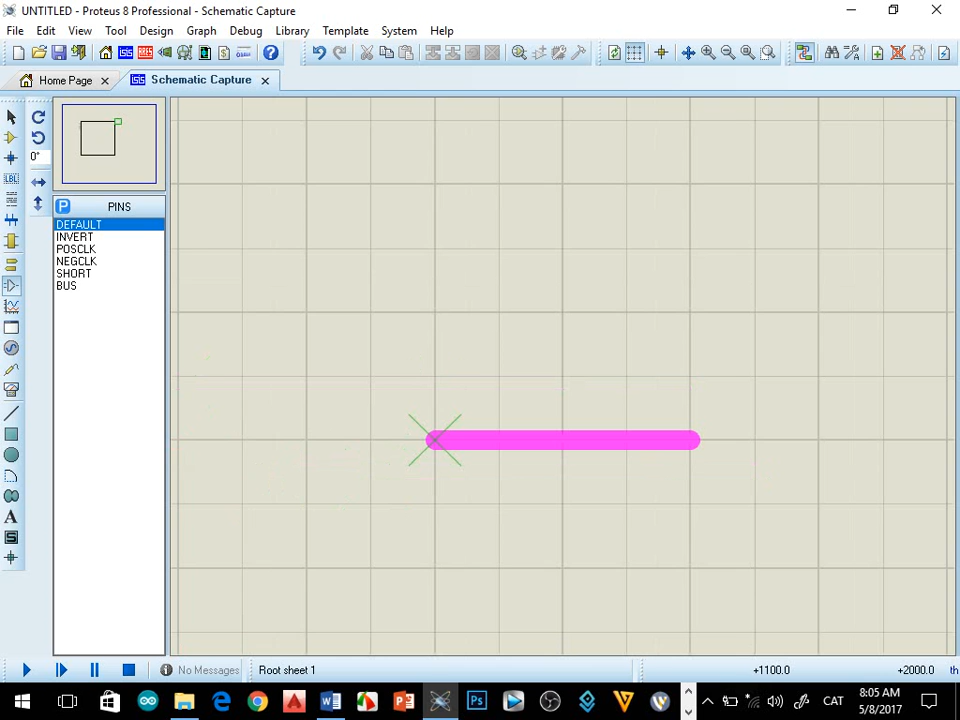 UNTITLED - Proteus 8 Professional - Schematic Capture
File Edit View Tool Design Graph Debug Library Template System Help
Home Page Schematic Capture
0°
LBL
P PINS
DEFAULT
INVERT
POSCLK
NEGCLK
SHORT
BUS
A
S
No Messages Root sheet 1 +1100.0 +2000.0 th
CAT 8:05 AM
5/8/2017